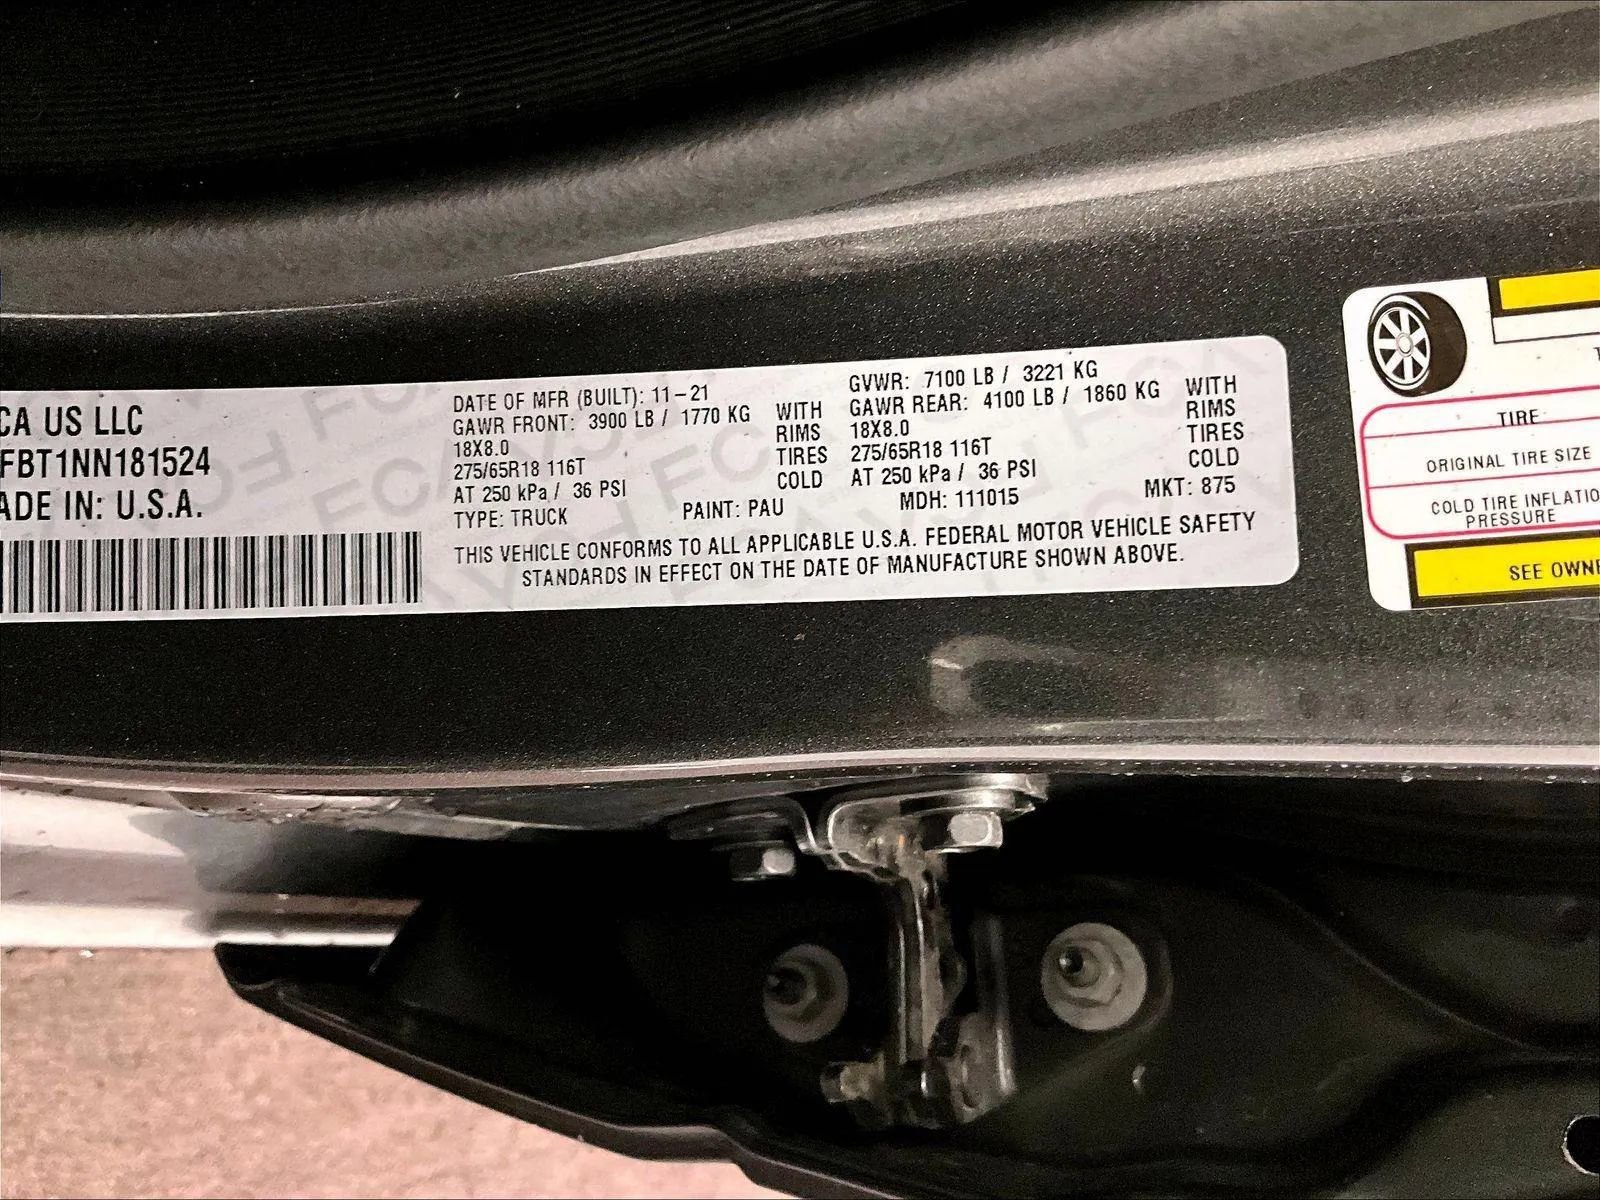 CA US LLC
FBT1NN181524
ADE IN: U.S.A.
DATE OF MFR (BUILT): 11-21
GVWR: 7100 LB / 3221 KG
GAWR FRONT: 3900 LB / 1770 KG WITH
GAWR REAR: 4100 LB / 1860 KG WITH
18X8.0 RIMS
18X8.0 RIMS
275/65R18 116T TIRES
275/65R18 116T TIRES
AT 250 kPa / 36 PSI COLD
AT 250 kPa / 36 PSI COLD
TYPE: TRUCK PAINT: PAU MDH: 111015 MKT: 875
THIS VEHICLE CONFORMS TO ALL APPLICABLE U.S.A. FEDERAL MOTOR VEHICLE SAFETY
STANDARDS IN EFFECT ON THE DATE OF MANUFACTURE SHOWN ABOVE.
TIRE
ORIGINAL TIRE SIZE
COLD TIRE INFLATIO
PRESSURE
SEE OWNE